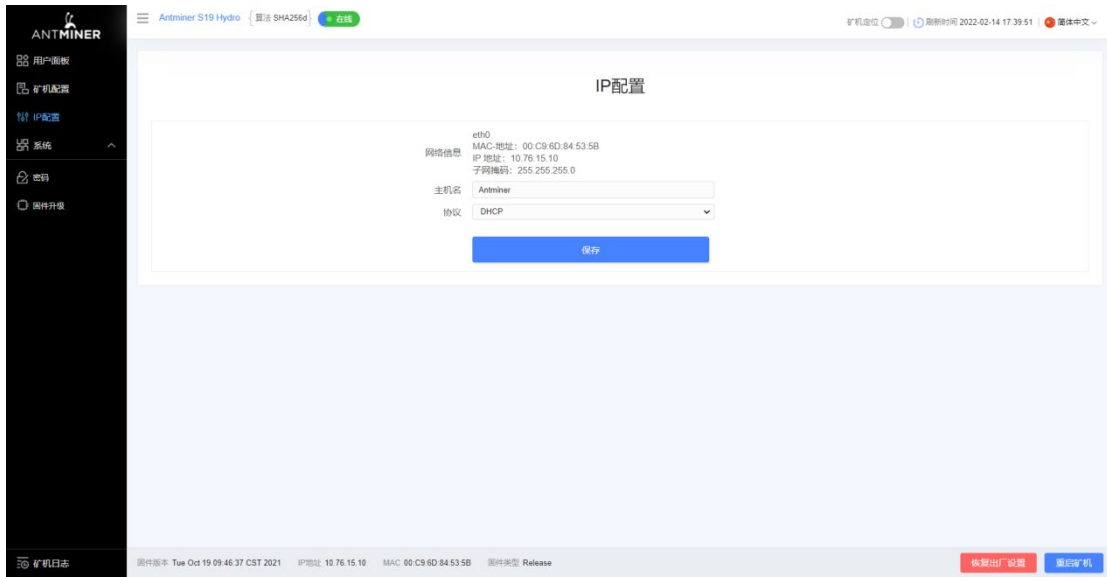 ANTMINER
Antminer S19 Hydro {算法 SHA256d} 在线
矿机定位 刷新时间 2022-02-14 17:39:51 简体中文
用户面板
矿机配置
IP配置
系统
密码
固件升级
IP配置
网络信息
eth0
MAC-地址：00:C9:6D:84:53:5B
IP 地址：10.76.15.10
子网掩码：255.255.255.0
主机名 Antminer
协议 DHCP
保存
矿机日志
固件版本 Tue Oct 19 09:46:37 CST 2021 IP地址 10.76.15.10 MAC 00:C9:6D:84:53:5B 固件类型 Release
恢复出厂设置 重启矿机